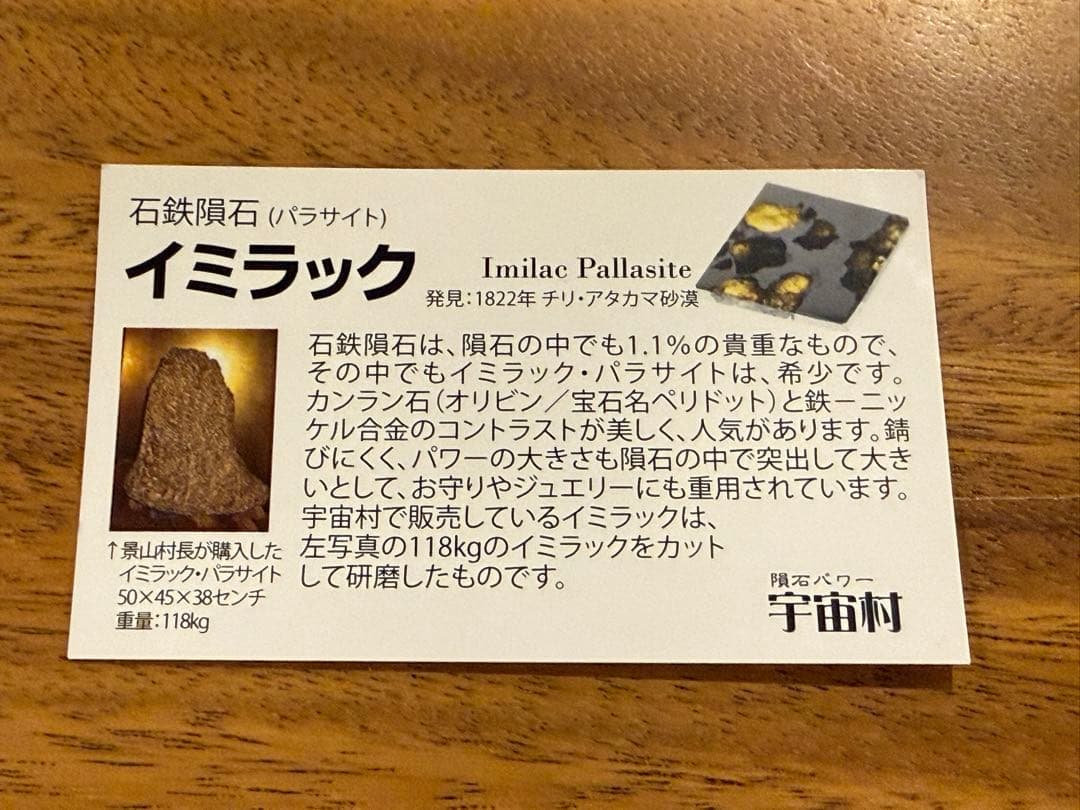 石鉄隕石 (パラサイト)
イミラック
Imilac Pallasite
発見：1822年 チリ・アタカマ砂漠
石鉄隕石は、隕石の中でも1.1%の貴重なもので、
その中でもイミラック・パラサイトは、希少です。
カンラン石（オリビン／宝石名ペリドット）と鉄－ニッ
ケル合金のコントラストが美しく、人気があります。錆
びにくく、パワーの大きさも隕石の中で突出して大き
いとして、お守りやジュエリーにも重用されています。
宇宙村で販売しているイミラックは、
左写真の118kgのイミラックをカット
して研磨したものです。
↑景山村長が購入した
イミラック・パラサイト
50×45×38センチ
重量：118kg
隕石パワー
宇宙村